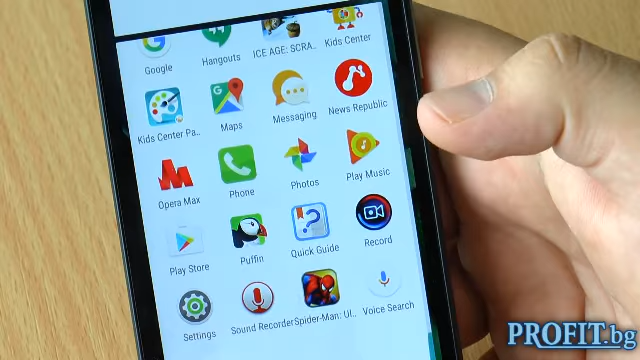 Google
Hangouts
ICE AGE: SCRA..
Kids Center
Kids Center Pa..
Maps
Messaging
News Republic
Opera Max
Phone
Photos
Play Music
Play Store
Puffin
Quick Guide
Record
Settings
Sound Recorder
Spider-Man: Ul..
Voice Search
PROFIT.bg